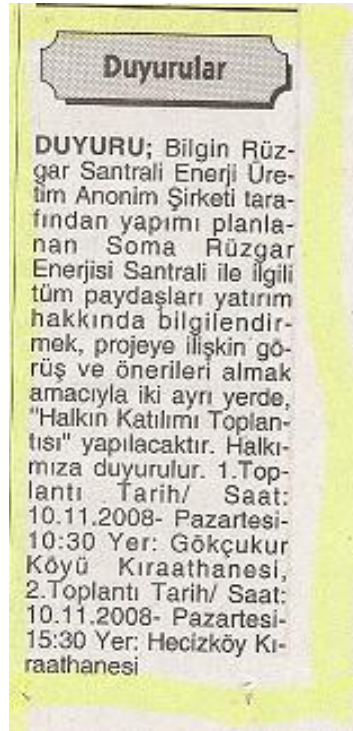 Duyurular
DUYURU; Bilgin Rüz-
gar Santrali Enerji Üre-
tim Anonim Şirketi tara-
fından yapımı planla-
nan Soma Rüzgar
Enerjisi Santrali ile ilgili
tüm paydaşları yatırım
hakkında bilgilendir-
mek, projeye ilişkin gö-
rüş ve önerileri almak
amacıyla iki ayrı yerde,
"Halkın Katılımı Toplan-
tısı" yapılacaktır. Halkı-
mıza duyurulur. 1.Top-
lantı Tarih/ Saat:
10.11.2008- Pazartesi-
10:30 Yer: Gökçukur
Köyü Kıraathanesi,
2.Toplantı Tarih/ Saat:
10.11.2008- Pazartesi-
15:30 Yer: Hecizköy Kı-
raathanesi